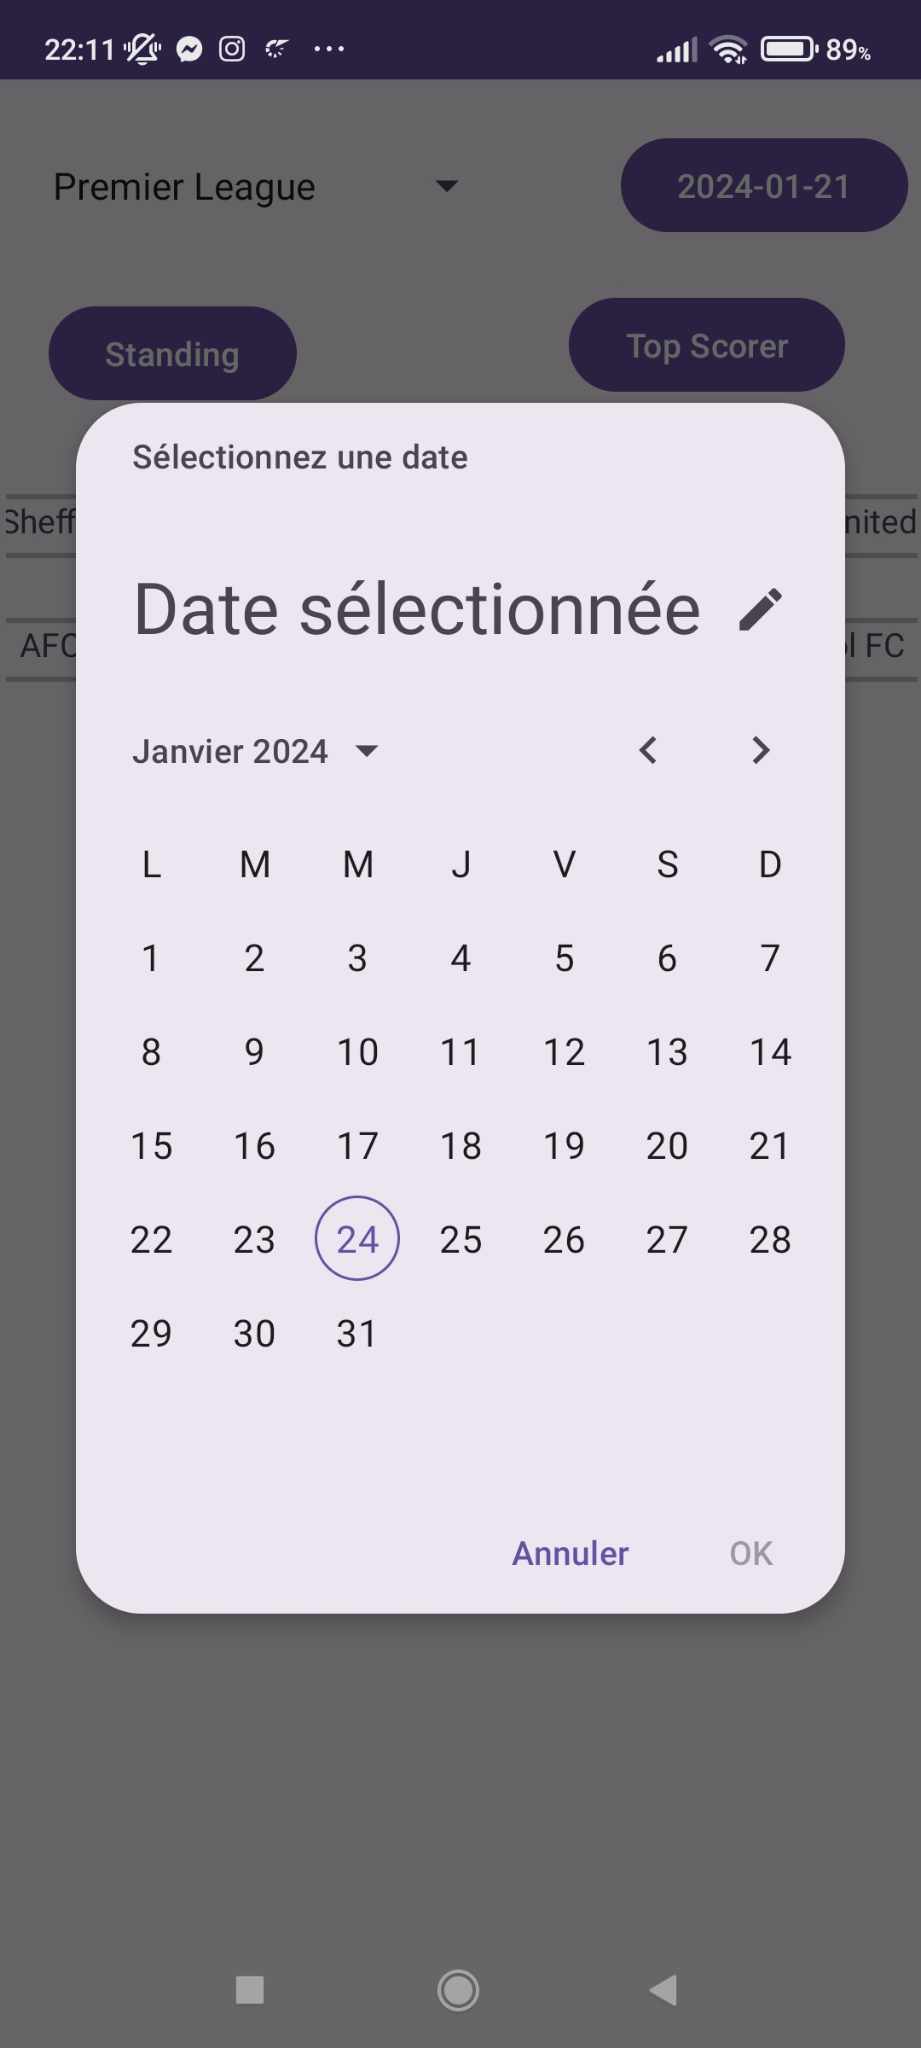 22:11 ... 89%
Premier League 2024-01-21
Standing Top Scorer
Sélectionnez une date
Sheff nited
Date sélectionnée
AFC l FC
Janvier 2024
L M M J V S D
1 2 3 4 5 6 7
8 9 10 11 12 13 14
15 16 17 18 19 20 21
22 23 24 25 26 27 28
29 30 31
Annuler OK